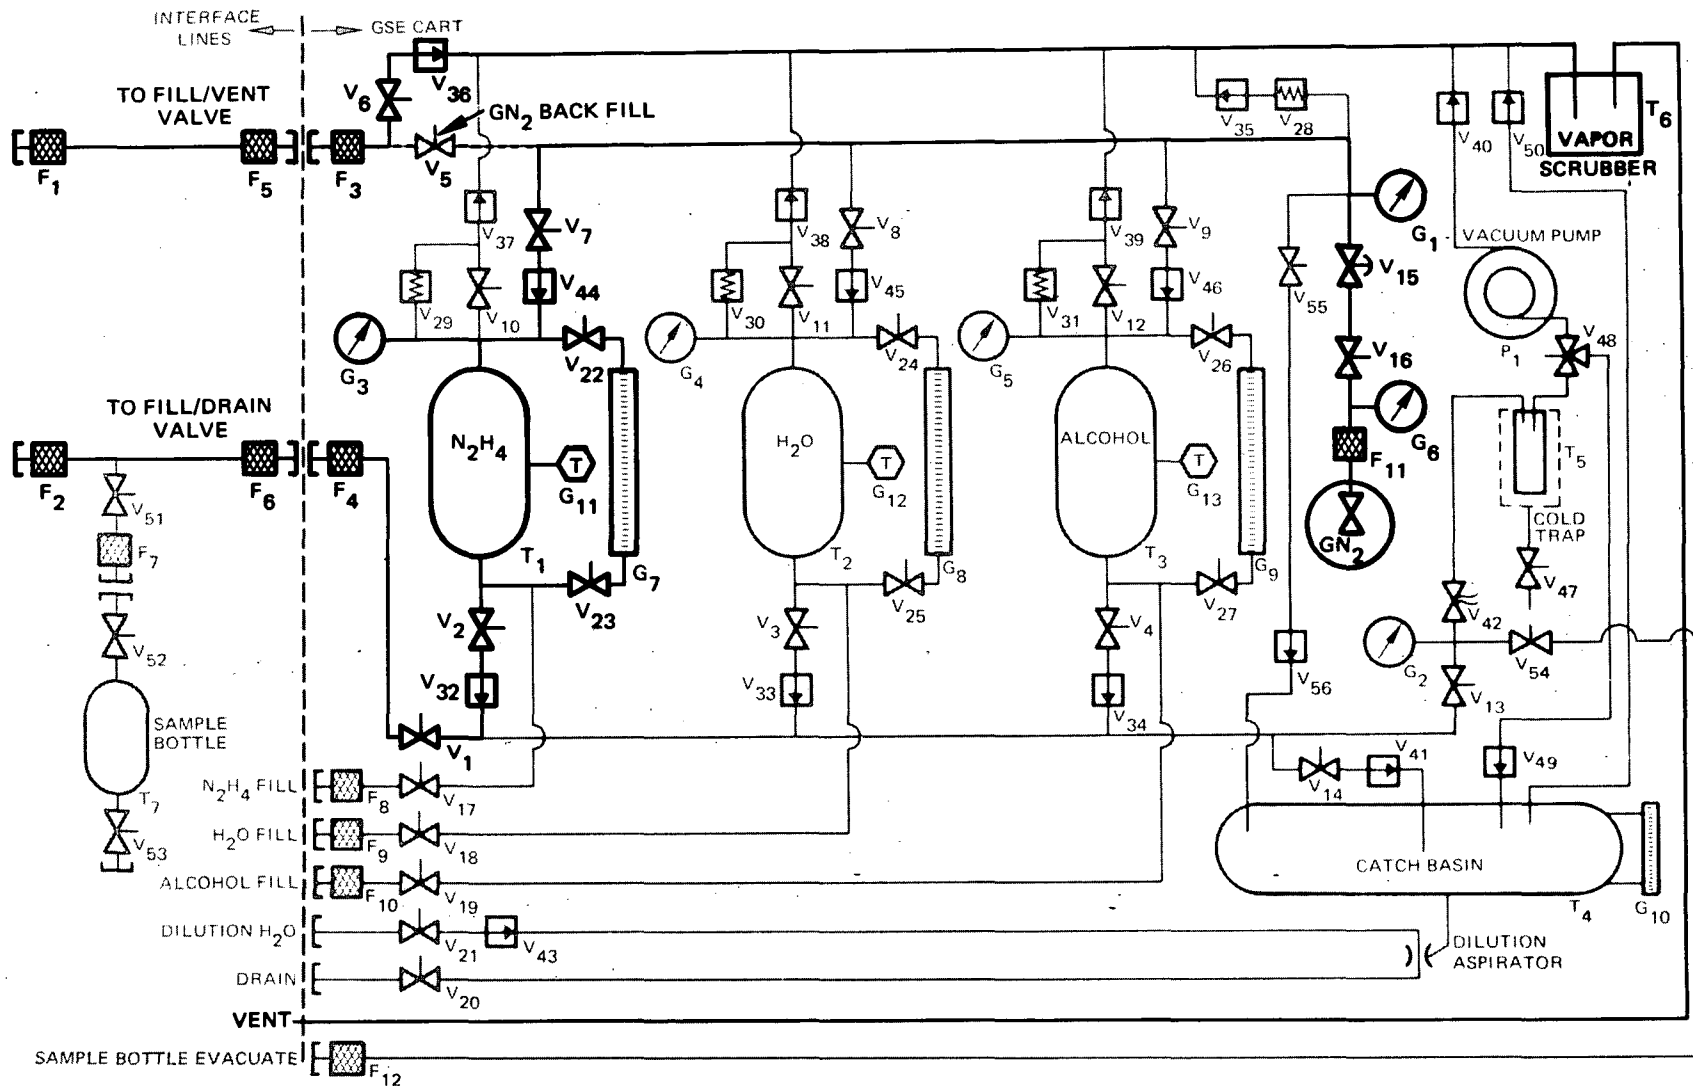 INTERFACE
LINES
GSE CART
TO FILL/VENT
VALVE
V6
V36
GN2 BACK FILL
F1
F5
F3
V5
V35
V28
V40
V50
T6
VAPOR
SCRUBBER
V37
V7
V38
V8
V39
V9
G1
VACUUM PUMP
V29
V10
V44
V30
V11
V45
V31
V12
V46
V55
V15
P1
V48
G3
V22
G4
V24
G5
V26
V16
TO FILL/DRAIN
VALVE
N2H4
H2O
ALCOHOL
G6
T
G11
T
G12
T
G13
F11
T5
F2
F6
F4
V51
F7
T1
G7
T2
G8
T3
G9
GN2
COLD
TRAP
V47
V2
V23
V3
V25
V4
V27
V42
V52
V32
V33
V34
V56
G2
V54
V13
SAMPLE
BOTTLE
V1
V41
V49
V14
T7
N2H4 FILL
F8
V17
V53
H2O FILL
F9
V18
CATCH BASIN
ALCOHOL FILL
F10
V19
T4
G10
DILUTION H2O
V21
V43
DILUTION
ASPIRATOR
DRAIN
V20
VENT
SAMPLE BOTTLE EVACUATE
F12